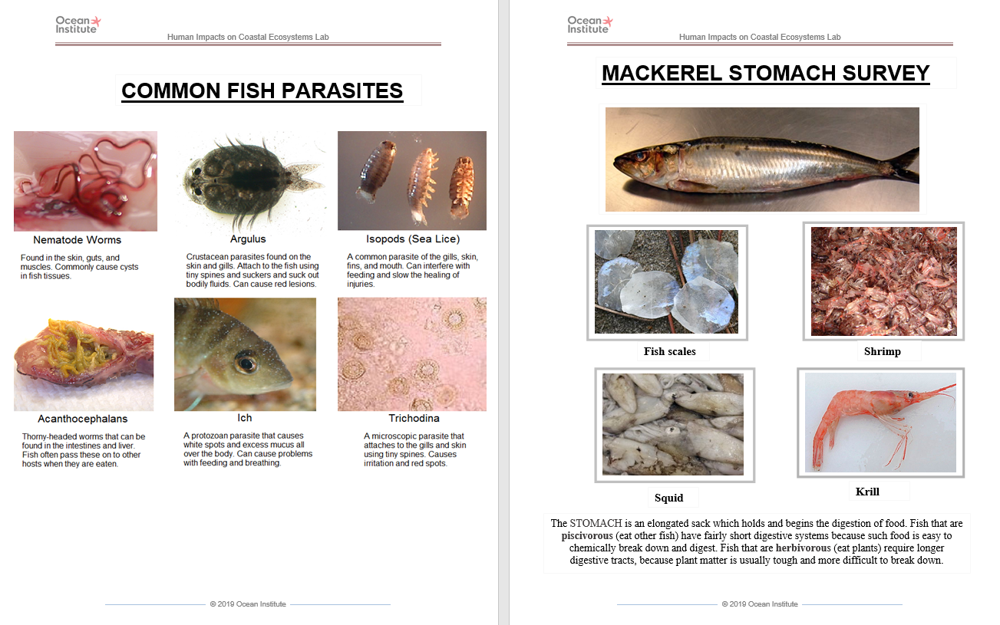 Ocean
Institute
Human Impacts on Coastal Ecosystems Lab
COMMON FISH PARASITES
Nematode Worms
Found in the skin, guts, and
muscles. Commonly cause cysts
in fish tissues.
Argulus
Crustacean parasites found on the
skin and gills. Attach to the fish using
tiny spines and suckers and suck out
bodily fluids. Can cause red lesions.
Isopods (Sea Lice)
A common parasite of the gills, skin,
fins, and mouth. Can interfere with
feeding and slow the healing of
injuries.
Acanthocephalans
Thorny-headed worms that can be
found in the intestines and liver.
Fish often pass these on to other
hosts when they are eaten.
Ich
A protozoan parasite that causes
white spots and excess mucus all
over the body. Can cause problems
with feeding and breathing.
Trichodina
A microscopic parasite that
attaches to the gills and skin
using tiny spines. Causes
irritation and red spots.
© 2019 Ocean Institute
Ocean
Institute
Human Impacts on Coastal Ecosystems Lab
MACKEREL STOMACH SURVEY
Fish scales
Shrimp
Squid
Krill
The STOMACH is an elongated sack which holds and begins the digestion of food. Fish that are
piscivorous (eat other fish) have fairly short digestive systems because such food is easy to
chemically break down and digest. Fish that are herbivorous (eat plants) require longer
digestive tracts, because plant matter is usually tough and more difficult to break down.
© 2019 Ocean Institute